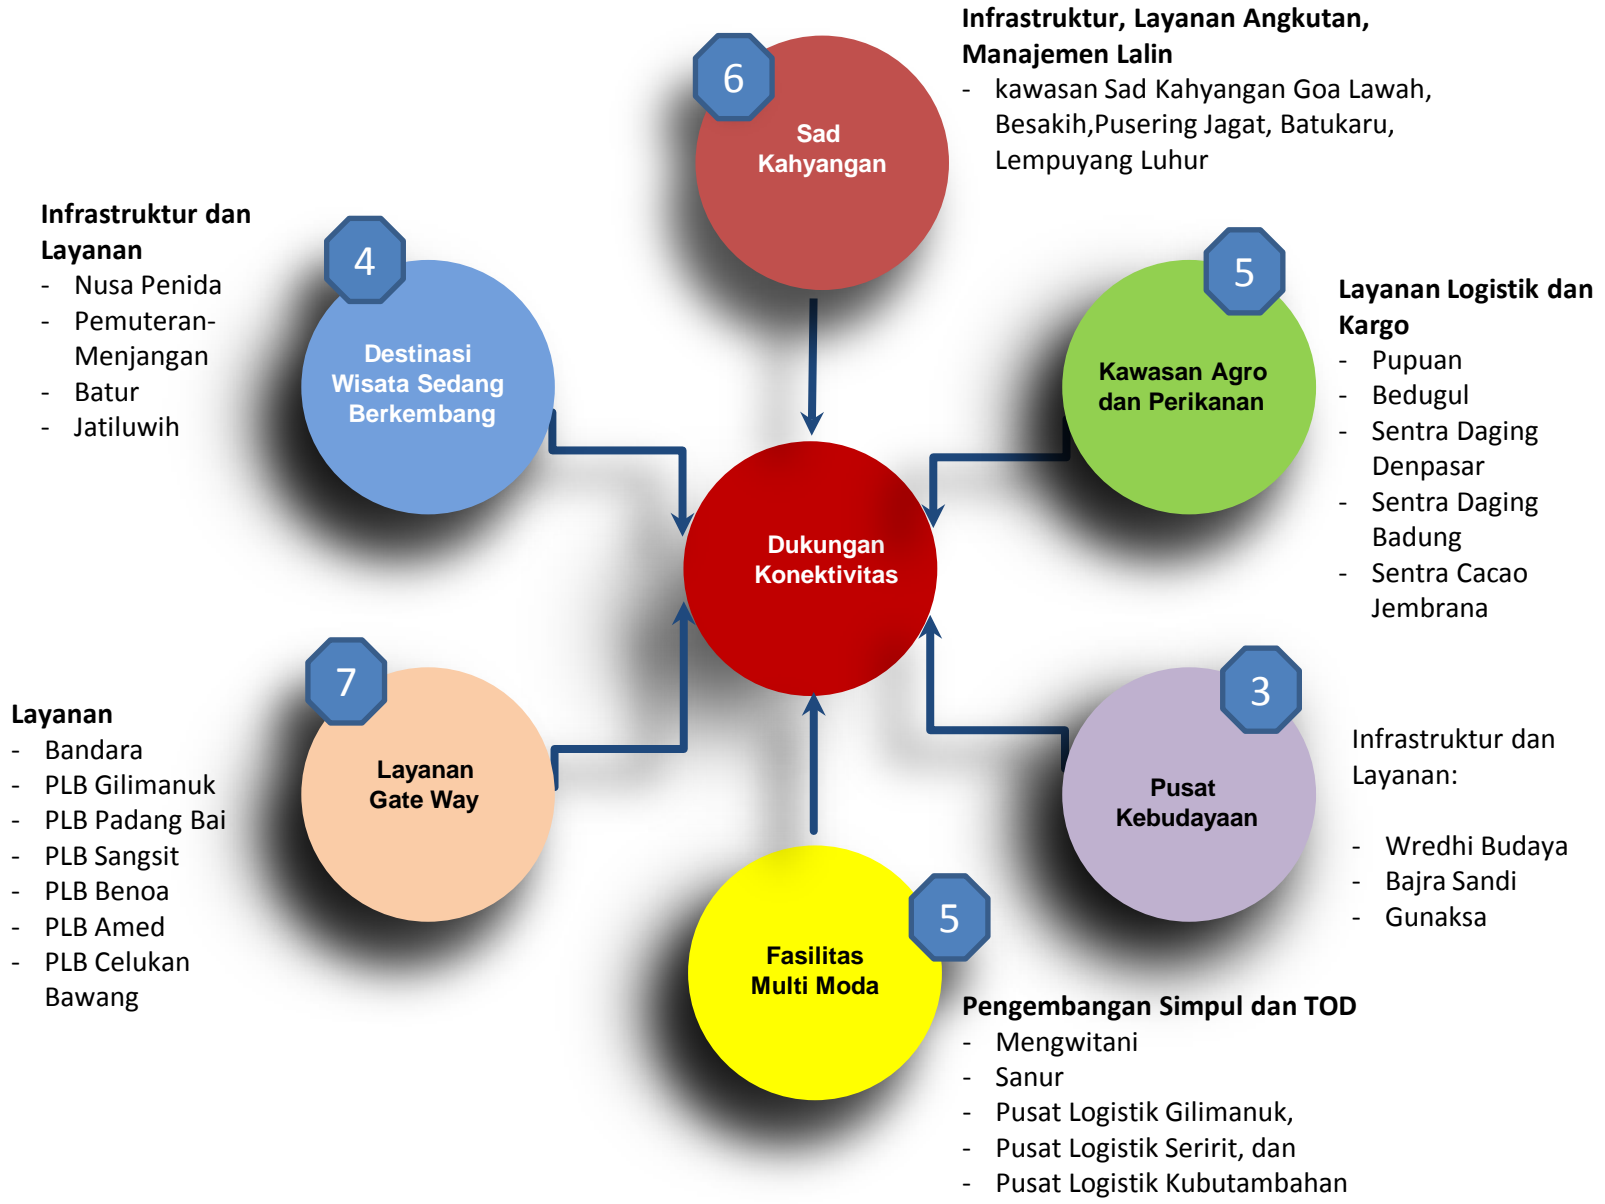 Infrastruktur, Layanan Angkutan,
Manajemen Lalin
- kawasan Sad Kahyangan Goa Lawah,
Besakih,Pusering Jagat, Batukaru,
Lempuyang Luhur
6
Sad
Kahyangan
Infrastruktur dan
Layanan
- Nusa Penida
- Pemuteran-
Menjangan
- Batur
- Jatiluwih
4
Destinasi
Wisata Sedang
Berkembang
5
Kawasan Agro
dan Perikanan
Layanan Logistik dan
Kargo
- Pupuan
- Bedugul
- Sentra Daging
Denpasar
- Sentra Daging
Badung
- Sentra Cacao
Jembrana
Dukungan
Konektivitas
Layanan
- Bandara
- PLB Gilimanuk
- PLB Padang Bai
- PLB Sangsit
- PLB Benoa
- PLB Amed
- PLB Celukan
Bawang
7
Layanan
Gate Way
3
Pusat
Kebudayaan
Infrastruktur dan
Layanan:
- Wredhi Budaya
- Bajra Sandi
- Gunaksa
5
Fasilitas
Multi Moda
Pengembangan Simpul dan TOD
- Mengwitani
- Sanur
- Pusat Logistik Gilimanuk,
- Pusat Logistik Seririt, dan
- Pusat Logistik Kubutambahan